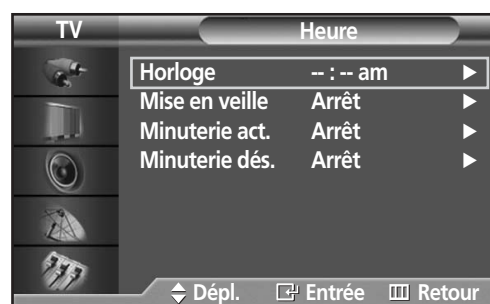 TV Heure
Horloge -- : -- am
Mise en veille Arrêt
Minuterie act. Arrêt
Minuterie dés. Arrêt
Dépl. Entrée Retour